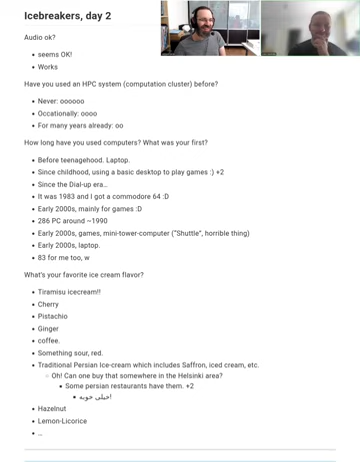 Icebreakers, day 2
Audio ok?
seems OK!
Works
Have you used an HPC system (computation cluster) before?
Never: oooooo
Occationally: oooo
For many years already: oo
How long have you used computers? What was your first?
Before teenagehood. Laptop.
Since childhood, using a basic desktop to play games :) +2
Since the Dial-up era...
It was 1983 and I got a commodore 64 :D
Early 2000s, mainly for games :D
286 PC around ~1990
Early 2000s, games, mini-tower-computer ("Shuttle", horrible thing)
Early 2000s, laptop.
83 for me too, w
What's your favorite ice cream flavor?
Tiramisu icecream!!
Cherry
Pistachio
Ginger
coffee.
Something sour, red.
Traditional Persian Ice-cream which includes Saffron, iced cream, etc.
Oh! Can one buy that somewhere in the Helsinki area?
Some persian restaurants have them. +2
خیلی خوبه!
Hazelnut
Lemon-Licorice
...